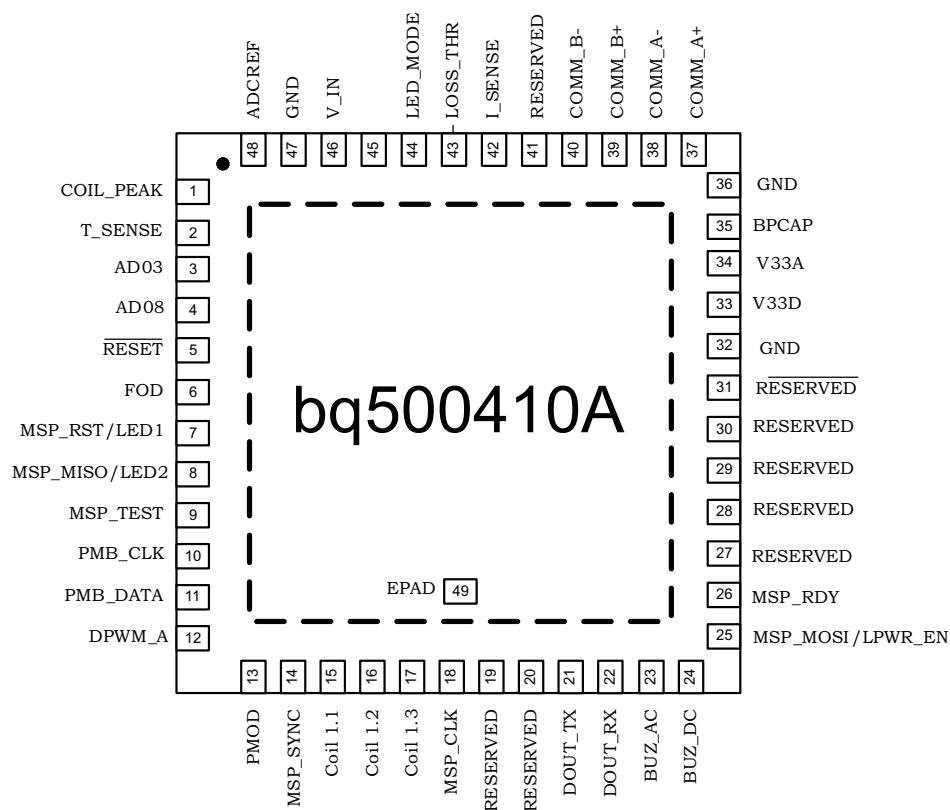 ADCREF
GND
V_IN
LED_MODE
LOSS_THR
I_SENSE
RESERVED
COMM_B-
COMM_B+
COMM_A-
COMM_A+
48
47
46
45
44
43
42
41
40
39
38
37
COIL_PEAK 1
T_SENSE 2
AD03 3
AD08 4
RESET 5
FOD 6
MSP_RST/LED1 7
MSP_MISO/LED2 8
MSP_TEST 9
PMB_CLK 10
PMB_DATA 11
DPWM_A 12
bq500410A
EPAD 49
36 GND
35 BPCAP
34 V33A
33 V33D
32 GND
31 RESERVED
30 RESERVED
29 RESERVED
28 RESERVED
27 RESERVED
26 MSP_RDY
25 MSP_MOSI/LPWR_EN
13
14
15
16
17
18
19
20
21
22
23
24
PMOD
MSP_SYNC
Coil 1.1
Coil 1.2
Coil 1.3
MSP_CLK
RESERVED
RESERVED
DOUT_TX
DOUT_RX
BUZ_AC
BUZ_DC